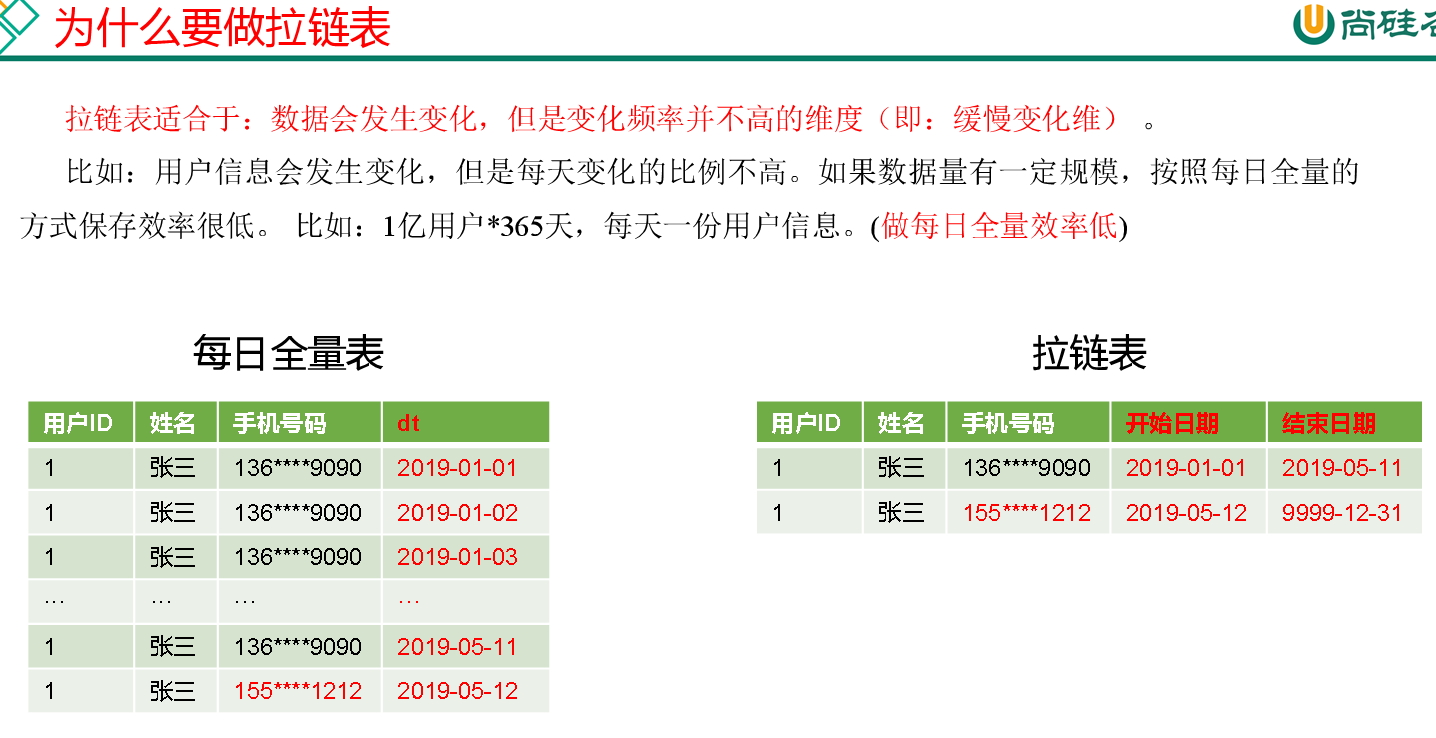 为什么要做拉链表
尚硅
拉链表适合于：数据会发生变化，但是变化频率并不高的维度（即：缓慢变化维） 。
比如：用户信息会发生变化，但是每天变化的比例不高。如果数据量有一定规模，按照每日全量的
方式保存效率很低。 比如：1亿用户*365天，每天一份用户信息。(做每日全量效率低)
每日全量表
用户ID 姓名 手机号码 dt
1 张三 136****9090 2019-01-01
1 张三 136****9090 2019-01-02
1 张三 136****9090 2019-01-03
… … … …
1 张三 136****9090 2019-05-11
1 张三 155****1212 2019-05-12
拉链表
用户ID 姓名 手机号码 开始日期 结束日期
1 张三 136****9090 2019-01-01 2019-05-11
1 张三 155****1212 2019-05-12 9999-12-31